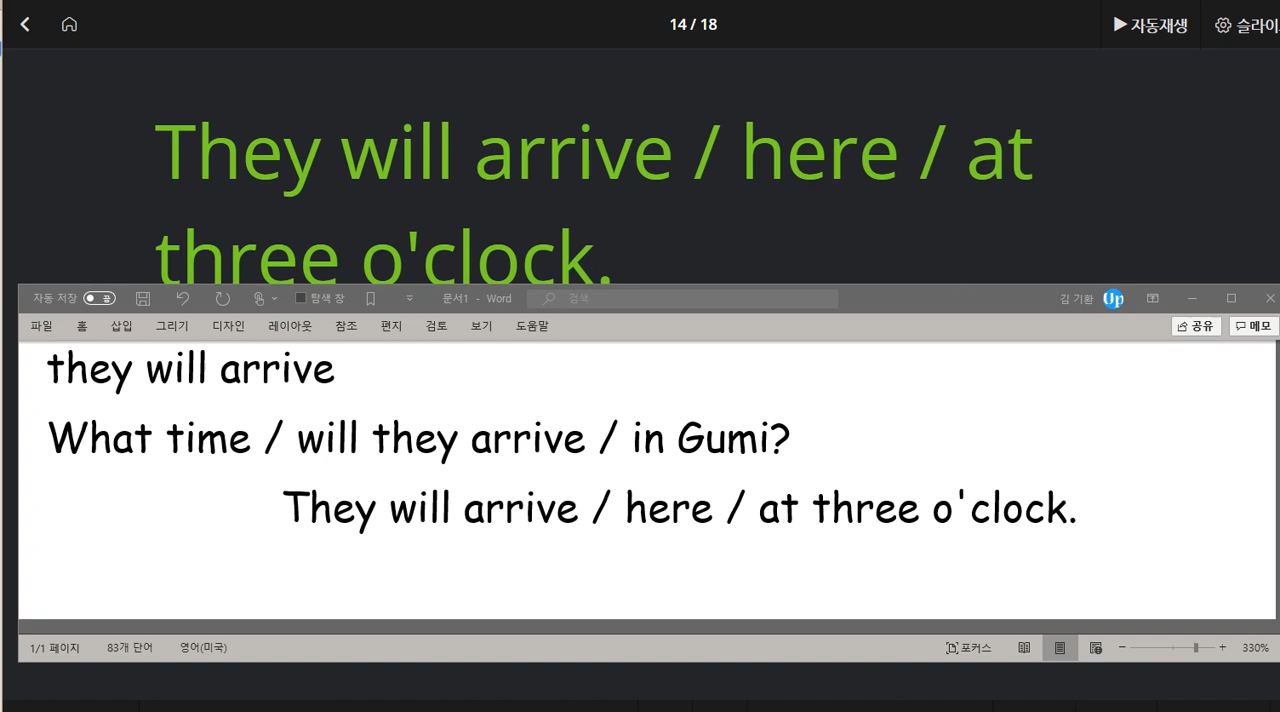 14 / 18
▶ 자동재생
슬라이
They will arrive / here / at
three o'clock.
자동 저장
탐색 창
문서1 - Word
검색
김 기환
Up
파일 홈 삽입 그리기 디자인 레이아웃 참조 편지 검토 보기 도움말
공유 메모
they will arrive
What time / will they arrive / in Gumi?
They will arrive / here / at three o'clock.
1/1 페이지 83개 단어 영어(미국)
포커스
330%